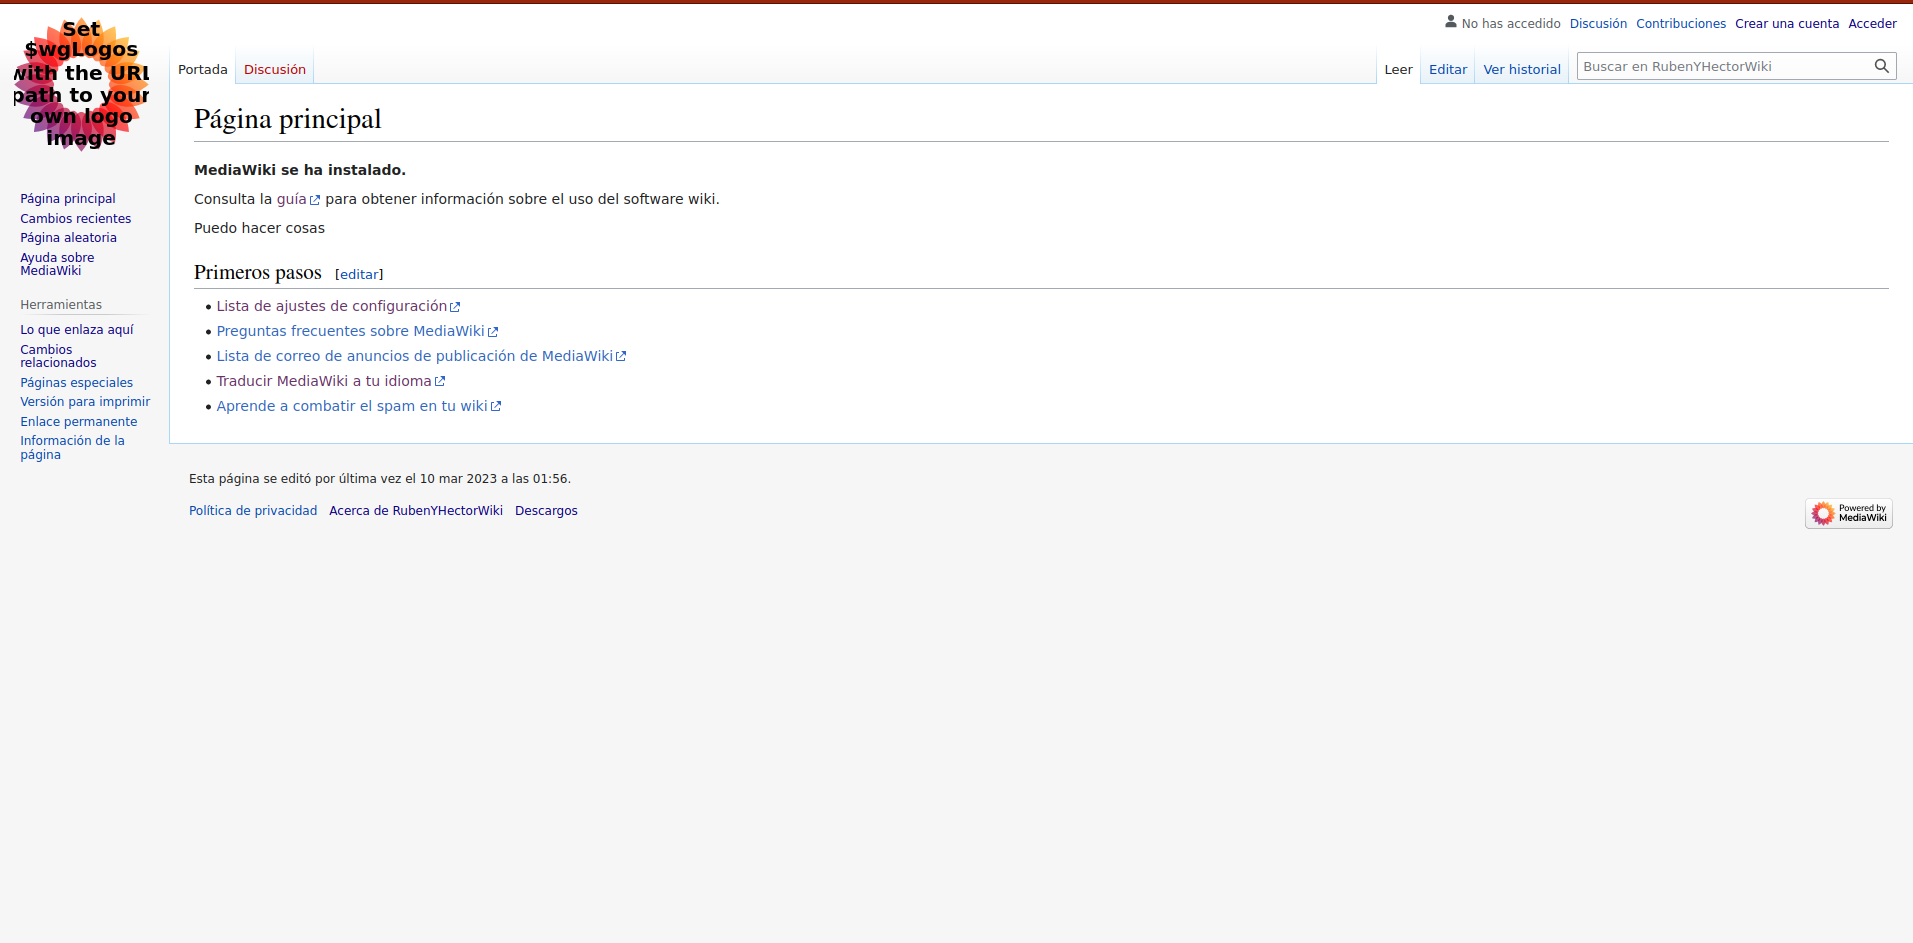 Set
$wgLogos
with the URL
path to your
own logo
image
No has accedido Discusión Contribuciones Crear una cuenta Acceder
Portada Discusión Leer Editar Ver historial Buscar en RubenYHectorWiki
Página principal
MediaWiki se ha instalado.
Consulta la guía para obtener información sobre el uso del software wiki.
Puedo hacer cosas
Primeros pasos [editar]
Lista de ajustes de configuración
Preguntas frecuentes sobre MediaWiki
Lista de correo de anuncios de publicación de MediaWiki
Traducir MediaWiki a tu idioma
Aprende a combatir el spam en tu wiki
Página principal
Cambios recientes
Página aleatoria
Ayuda sobre
MediaWiki
Herramientas
Lo que enlaza aquí
Cambios
relacionados
Páginas especiales
Versión para imprimir
Enlace permanente
Información de la
página
Esta página se editó por última vez el 10 mar 2023 a las 01:56.
Política de privacidad Acerca de RubenYHectorWiki Descargos
Powered by
MediaWiki